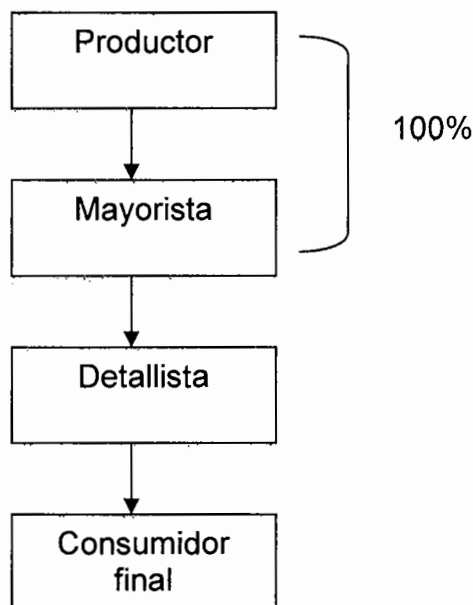 Productor
100%
Mayorista
Detallista
Consumidor
final